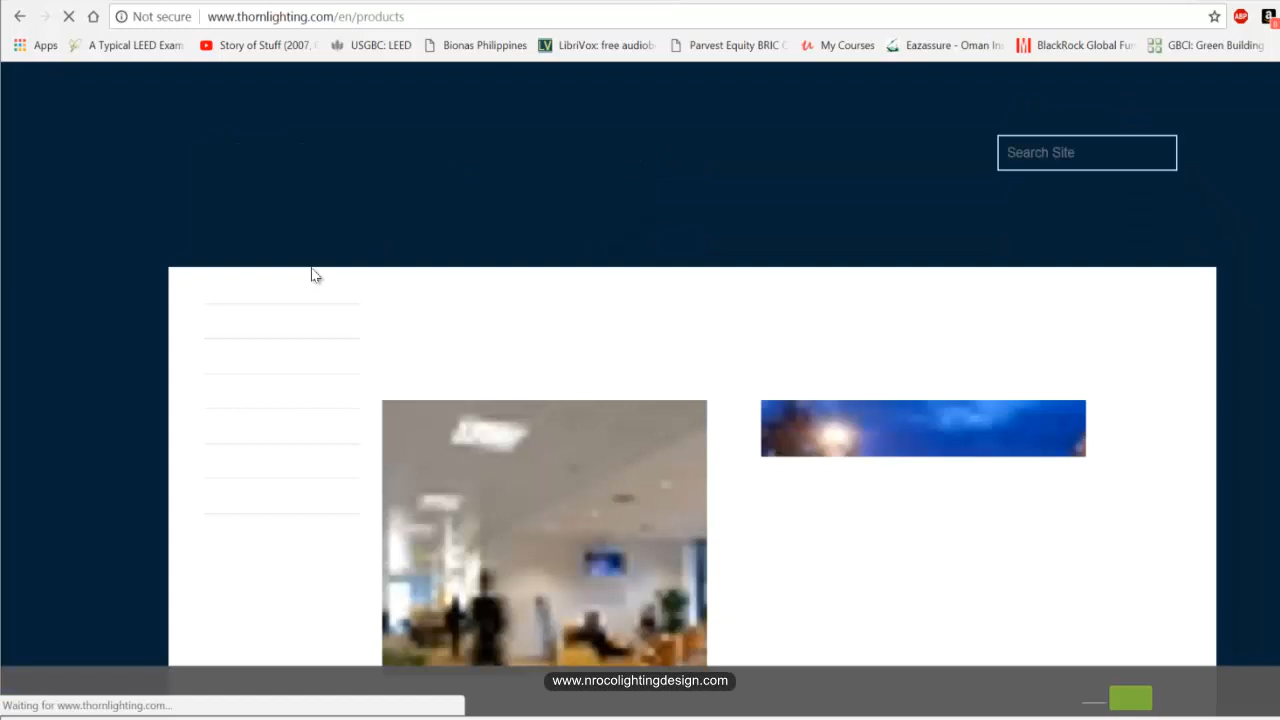 Not secure www.thornlighting.com/en/products ABP
Apps A Typical LEED Exam Story of Stuff (2007, USGBC: LEED Bionas Philippines LibriVox: free audiob Parvest Equity BRIC My Courses Eazassure - Oman In BlackRock Global Fu GBCI: Green Building
Search Site
www.nrocolightingdesign.com
Waiting for www.thornlighting.com...